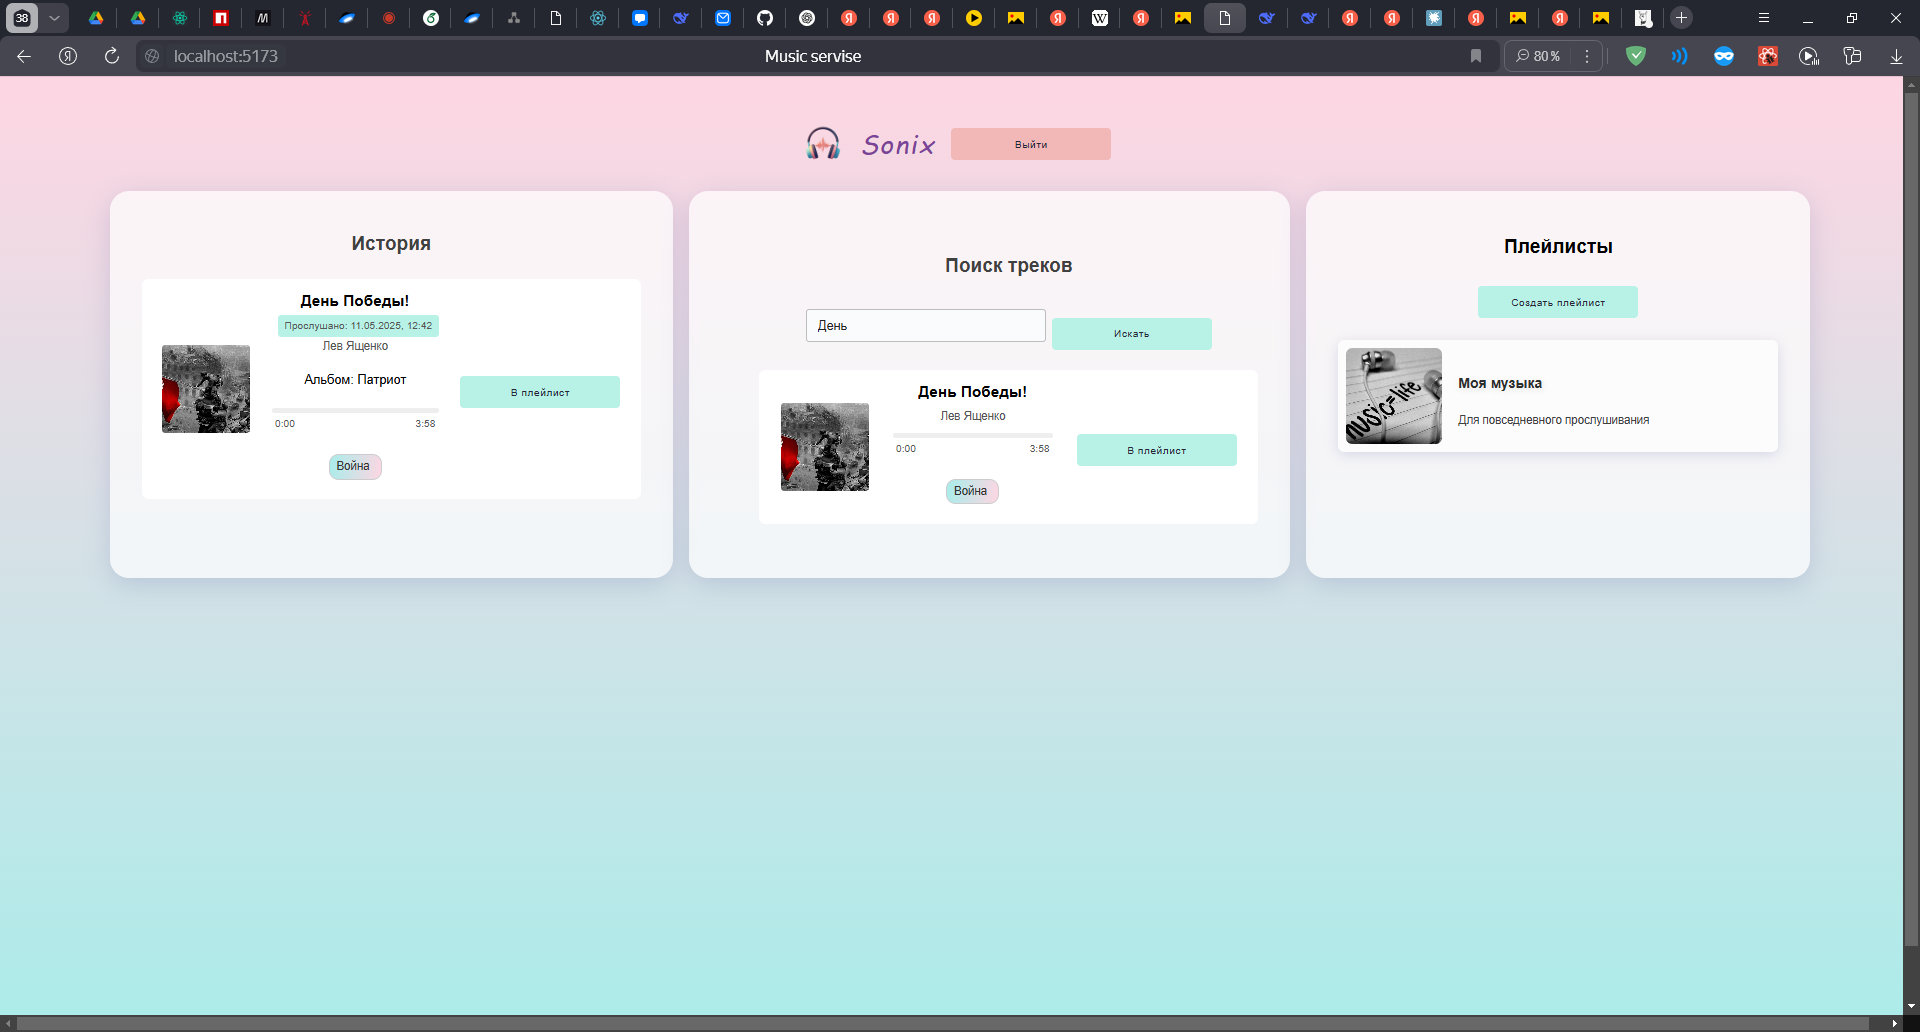 38
localhost:5173
Music servise
80 %
Sonix
Выйти
История
День Победы!
Прослушано: 11.05.2025, 12:42
Лев Ященко
Альбом: Патриот
0:00
3:58
Война
В плейлист
Поиск треков
День
Искать
День Победы!
Лев Ященко
0:00
3:58
Война
В плейлист
Плейлисты
Создать плейлист
music=life
Моя музыка
Для повседневного прослушивания